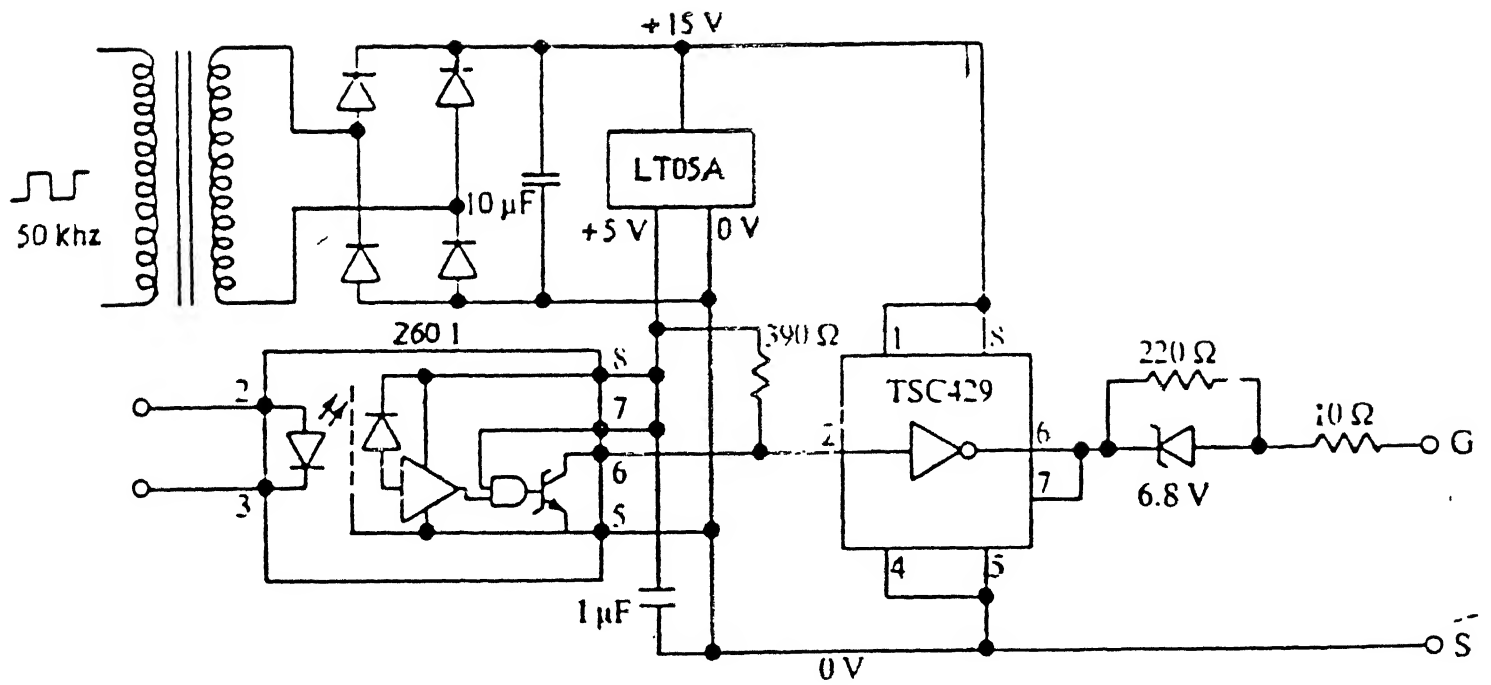 +15 V
LT05A
10 µF
50 khz
+5 V
0 V
260 1
390 Ω
8
1
8
220 Ω
TSC429
2
7
10 Ω
2
6
6
G
7
3
5
6.8 V
4
5
1 µF
0 V
S